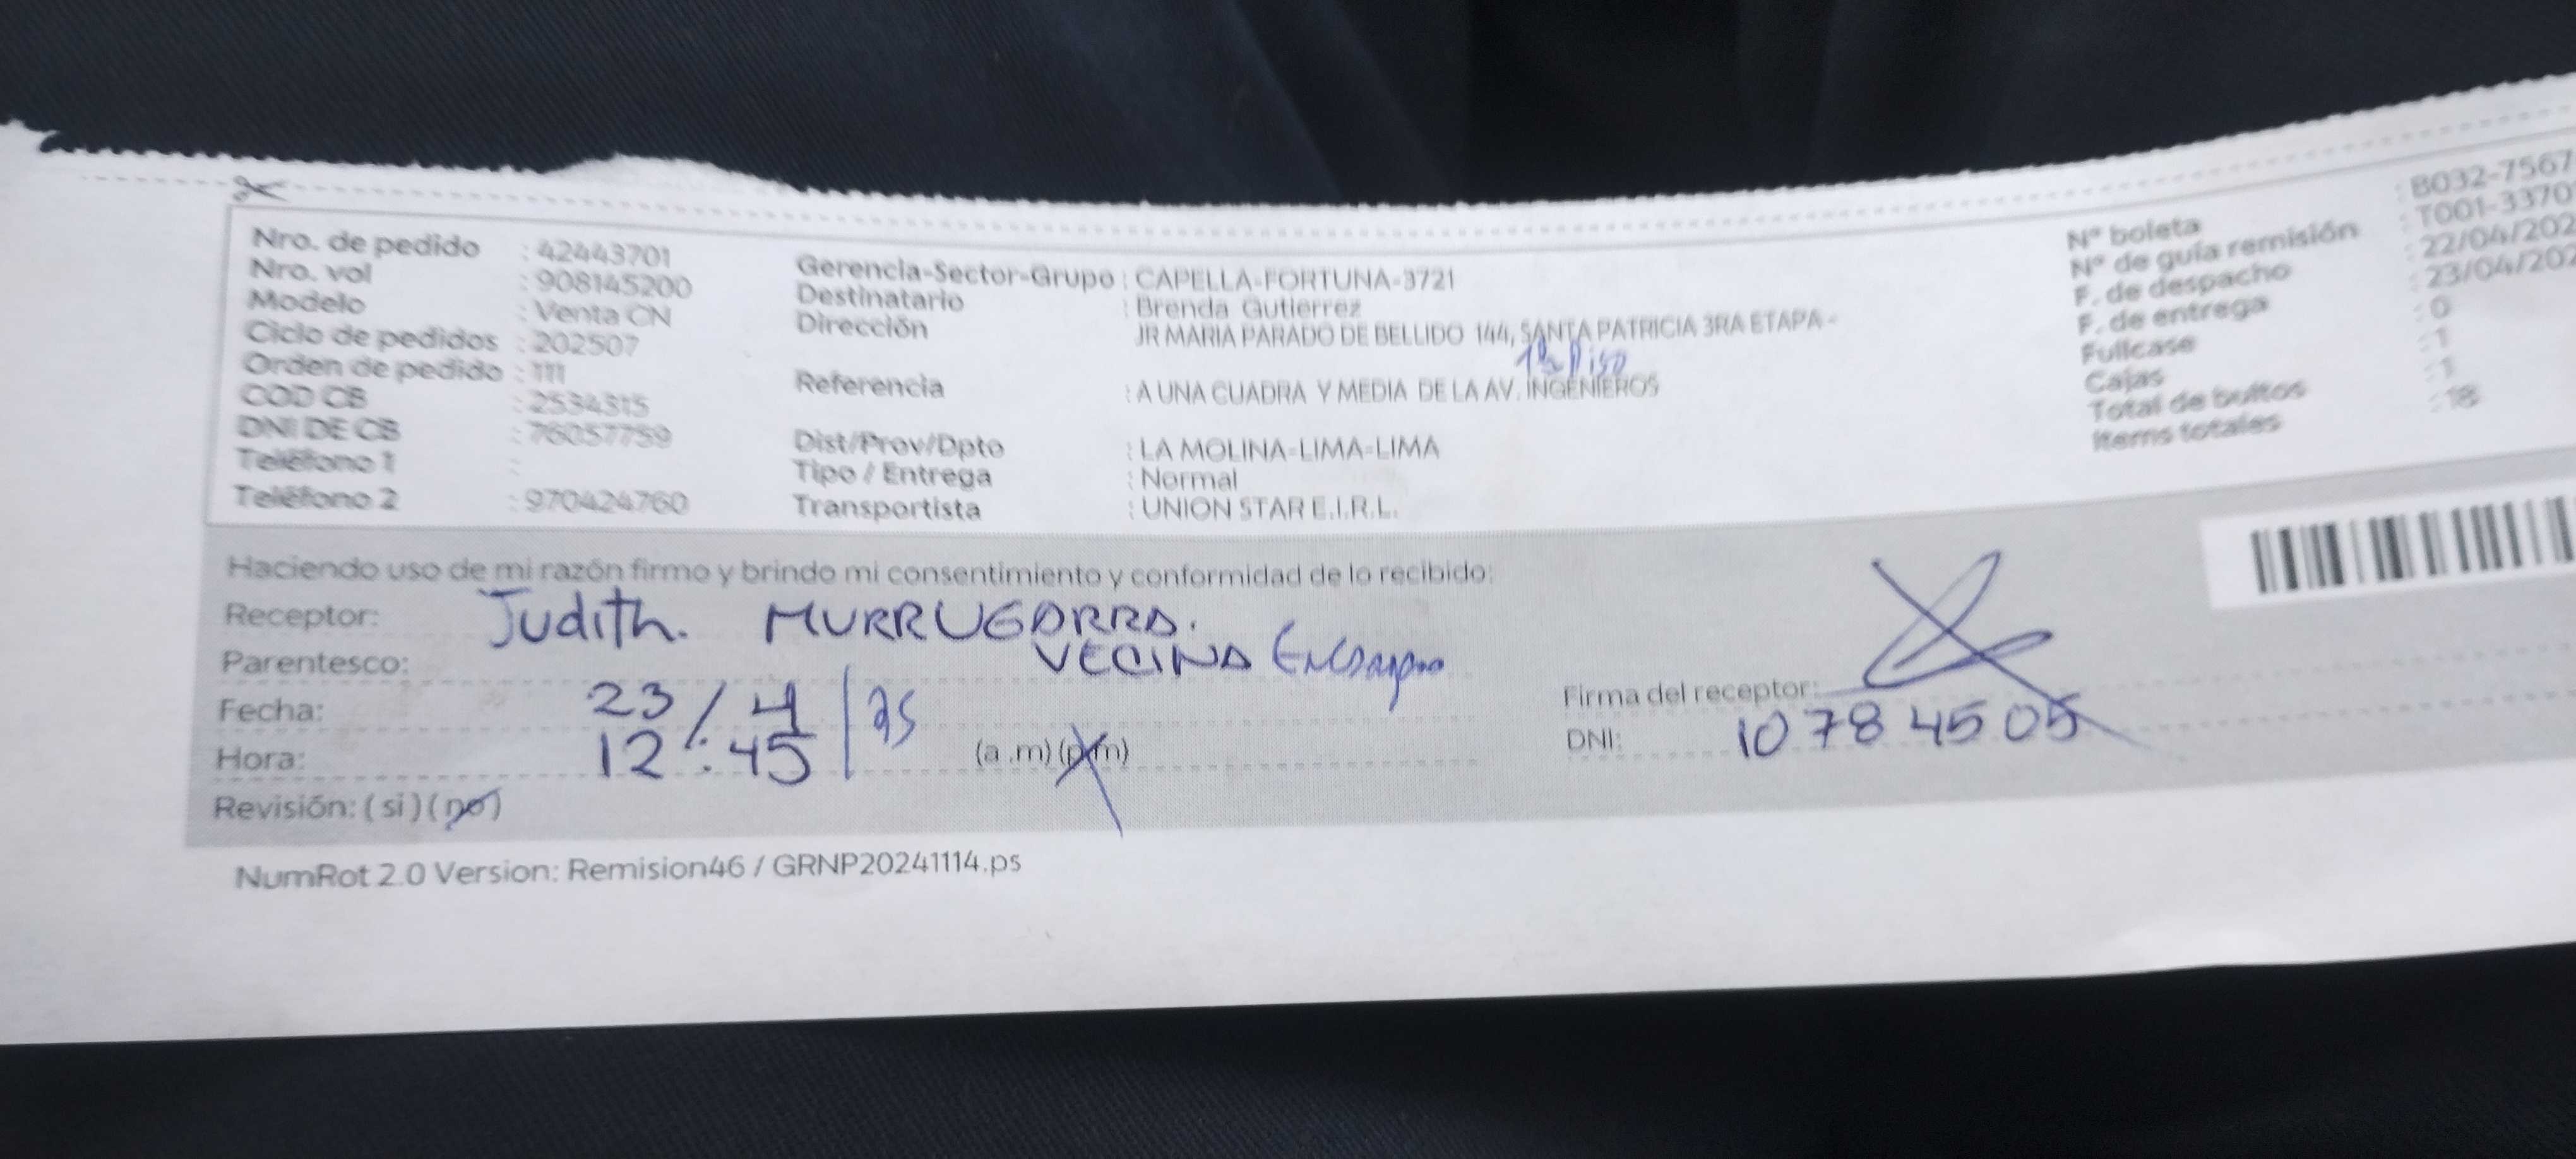 Nro. de pedido : 42443701
Nro. vol : 908145200
Modelo : Venta CN
Ciclo de pedidos : 202507
Orden de pedido : 111
COD CB : 2534315
DNI DE CB : 76057759
Teléfono 1 :
Teléfono 2 : 970424760
Gerencia-Sector-Grupo : CAPELLA-FORTUNA-3721
Destinatario : Brenda Gutierrez
Dirección JR MARIA PARADO DE BELLIDO 144, SANTA PATRICIA 3RA ETAPA -
Piso
Referencia : A UNA CUADRA Y MEDIA DE LA AV. INGENIEROS
Dist/Prov/Dpto : LA MOLINA-LIMA-LIMA
Tipo / Entrega : Normal
Transportista : UNION STAR E.I.R.L.
N° boleta : B032-7567
N° de guía remisión : T001-3370
F. de despacho : 22/04/202
F. de entrega : 23/04/202
Fullcase : 0
Cajas : 1
Total de bultos : 1
Items totales : 18
Haciendo uso de mi razón firmo y brindo mi consentimiento y conformidad de lo recibido:
Receptor: Judith. MURRUGARRA.
Parentesco: VECINA
Fecha: 23/4/25
Hora: 12:45 (a.m)(p.m)
Revisión: (si)(no)
Firma del receptor:
DNI: 10784505
NumRot 2.0 Version: Remision46 / GRNP20241114.ps